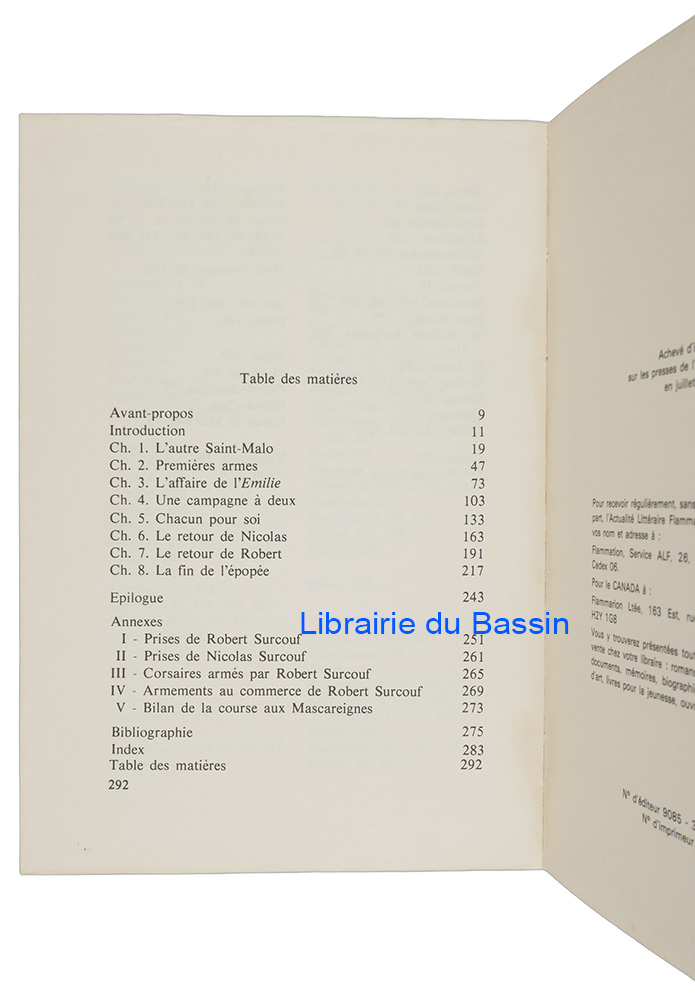 Table des matières
Avant-propos 9
Introduction 11
Ch. 1. L'autre Saint-Malo 19
Ch. 2. Premières armes 47
Ch. 3. L'affaire de l'Emilie 73
Ch. 4. Une campagne à deux 103
Ch. 5. Chacun pour soi 133
Ch. 6. Le retour de Nicolas 163
Ch. 7. Le retour de Robert 191
Ch. 8. La fin de l'épopée 217
Epilogue 243
Annexes
I - Prises de Robert Surcouf 251
II - Prises de Nicolas Surcouf 261
III - Corsaires armés par Robert Surcouf 265
IV - Armements au commerce de Robert Surcouf 269
V - Bilan de la course aux Mascareignes 273
Bibliographie 275
Index 283
Table des matières 292
292
Librairie du Bassin
Achevé
sur les presses de
en juillet
Pour recevoir régulièrement, sans
part, l'Actualité Littéraire
vos nom et adresse à :
Flammation, Service ALF, 26,
Cedex 06.
Pour le CANADA à :
Flammarion Ltée, 163 Est,
H2Y 1G8
Vous y trouverez présentées
vente chez votre libraire :
documents, mémoires,
d'art, livres pour la jeunesse,
N° d'éditeur 9085 -
N° d'imprimeur